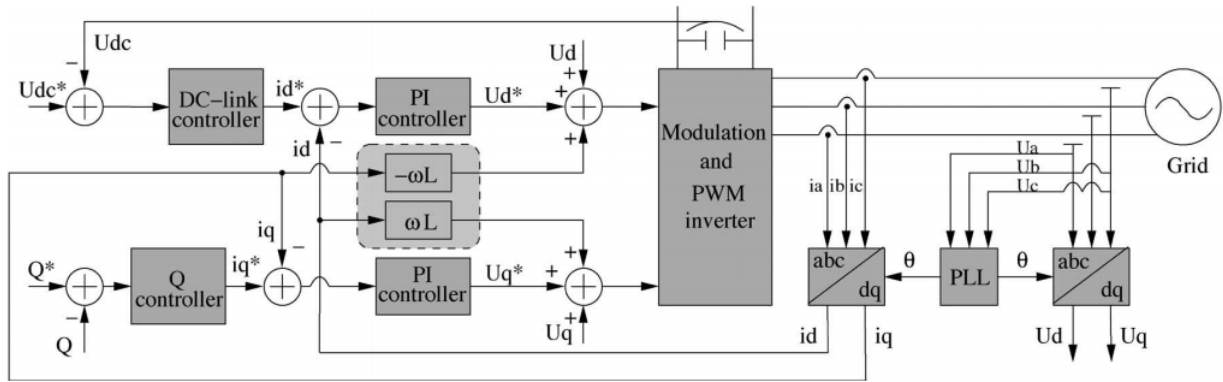 Udc
Ud
Udc*
DC-link
controller
id*
PI
controller
Ud*
id
Modulation
and
PWM
inverter
Grid
Ua
Ub
Uc
ia
ib
ic
-ωL
ωL
iq
Q*
Q
controller
iq*
PI
controller
Uq*
Q
Uq
abc
dq
θ
PLL
θ
abc
dq
id
iq
Ud
Uq